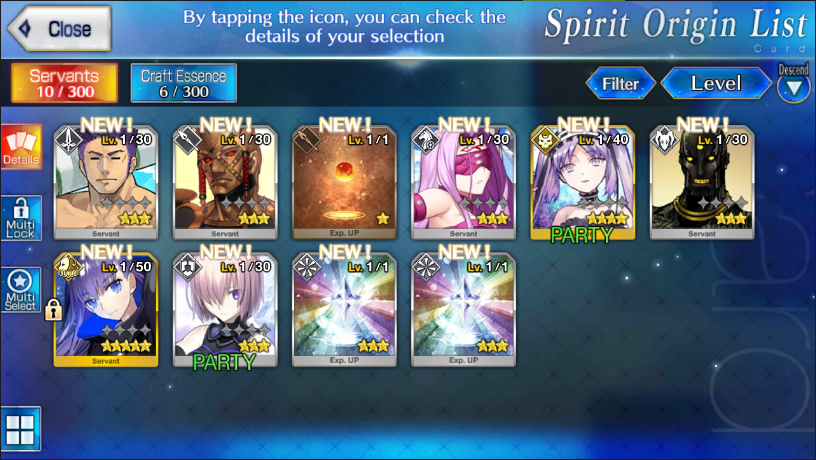 Close
By tapping the icon, you can check the
details of your selection
Spirit Origin List
Card
Servants
10 / 300
Craft Essence
6 / 300
Filter
Level
Descend
Details
Multi
Lock
Multi
Select
NEW!
Lv. 1/30
Servant
NEW!
Lv. 1/30
Servant
NEW!
Lv. 1/1
Exp. UP
NEW!
Lv. 1/30
Servant
NEW!
Lv. 1/40
PARTY
NEW!
Lv. 1/30
Servant
NEW!
Lv. 1/50
Servant
NEW!
Lv. 1/30
PARTY
NEW!
Lv. 1/1
Exp. UP
NEW!
Lv. 1/1
Exp. UP